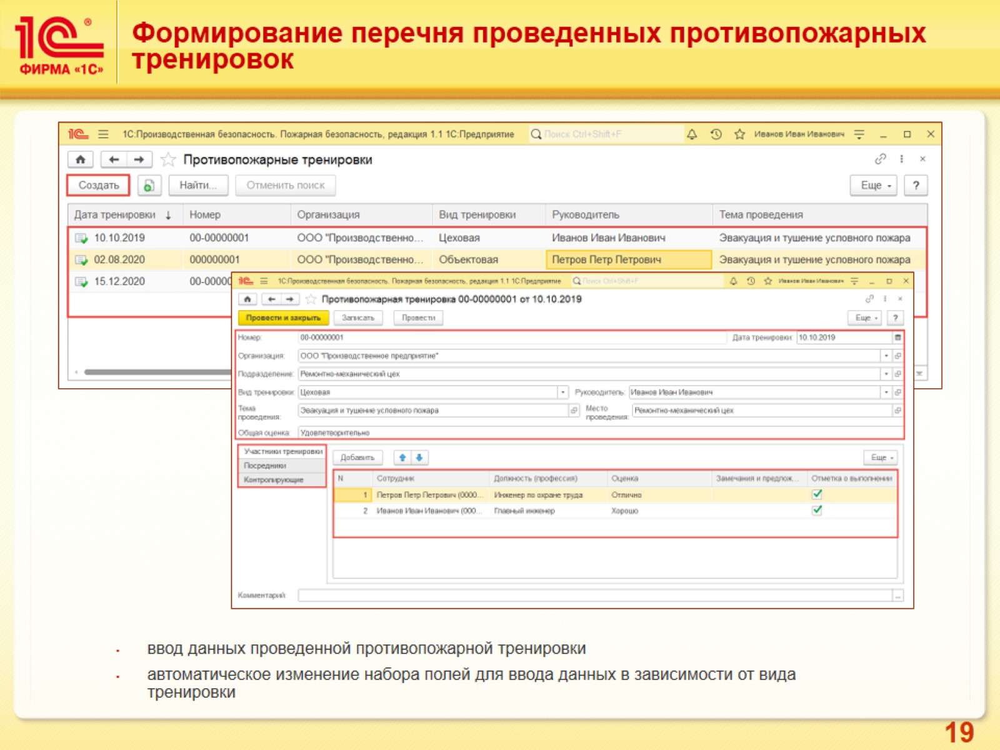 1С®
ФИРМА «1С»
Формирование перечня проведенных противопожарных
тренировок
1С:Производственная безопасность. Пожарная безопасность, редакция 1.1 1С:Предприятие
Поиск Ctrl+Shift+F
Иванов Иван Иванович
Противопожарные тренировки
Создать
Найти...
Отменить поиск
Еще
?
Дата тренировки ↓ Номер Организация Вид тренировки Руководитель Тема проведения
10.10.2019 00-00000001 ООО "Производственно... Цеховая Иванов Иван Иванович Эвакуация и тушение условного пожара
02.08.2020 000000001 ООО "Производственно... Объектовая Петров Петр Петрович Эвакуация и тушение условного пожара
15.12.2020 00-0000
1С:Производственная безопасность. Пожарная безопасность, редакция 1.1 1С:Предприятие
Поиск Ctrl+Shift+F
Иванов Иван Иванович
Противопожарная тренировка 00-00000001 от 10.10.2019
Провести и закрыть
Записать
Провести
Еще
?
Номер: 00-00000001 Дата тренировки: 10.10.2019
Организация: ООО "Производственное предприятие"
Подразделение: Ремонтно-механический цех
Вид тренировки: Цеховая Руководитель: Иванов Иван Иванович
Тема проведения: Эвакуация и тушение условного пожара Место проведения: Ремонтно-механический цех
Общая оценка: Удовлетворительно
Участники тренировки
Посредники
Контролирующие
Добавить
Еще
N Сотрудник Должность (профессия) Оценка Замечания и предлож... Отметка о выполнении
1 Петров Петр Петрович (0000... Инженер по охране труда Отлично
2 Иванов Иван Иванович (000... Главный инженер Хорошо
Комментарий:
ввод данных проведенной противопожарной тренировки
автоматическое изменение набора полей для ввода данных в зависимости от вида
тренировки
19